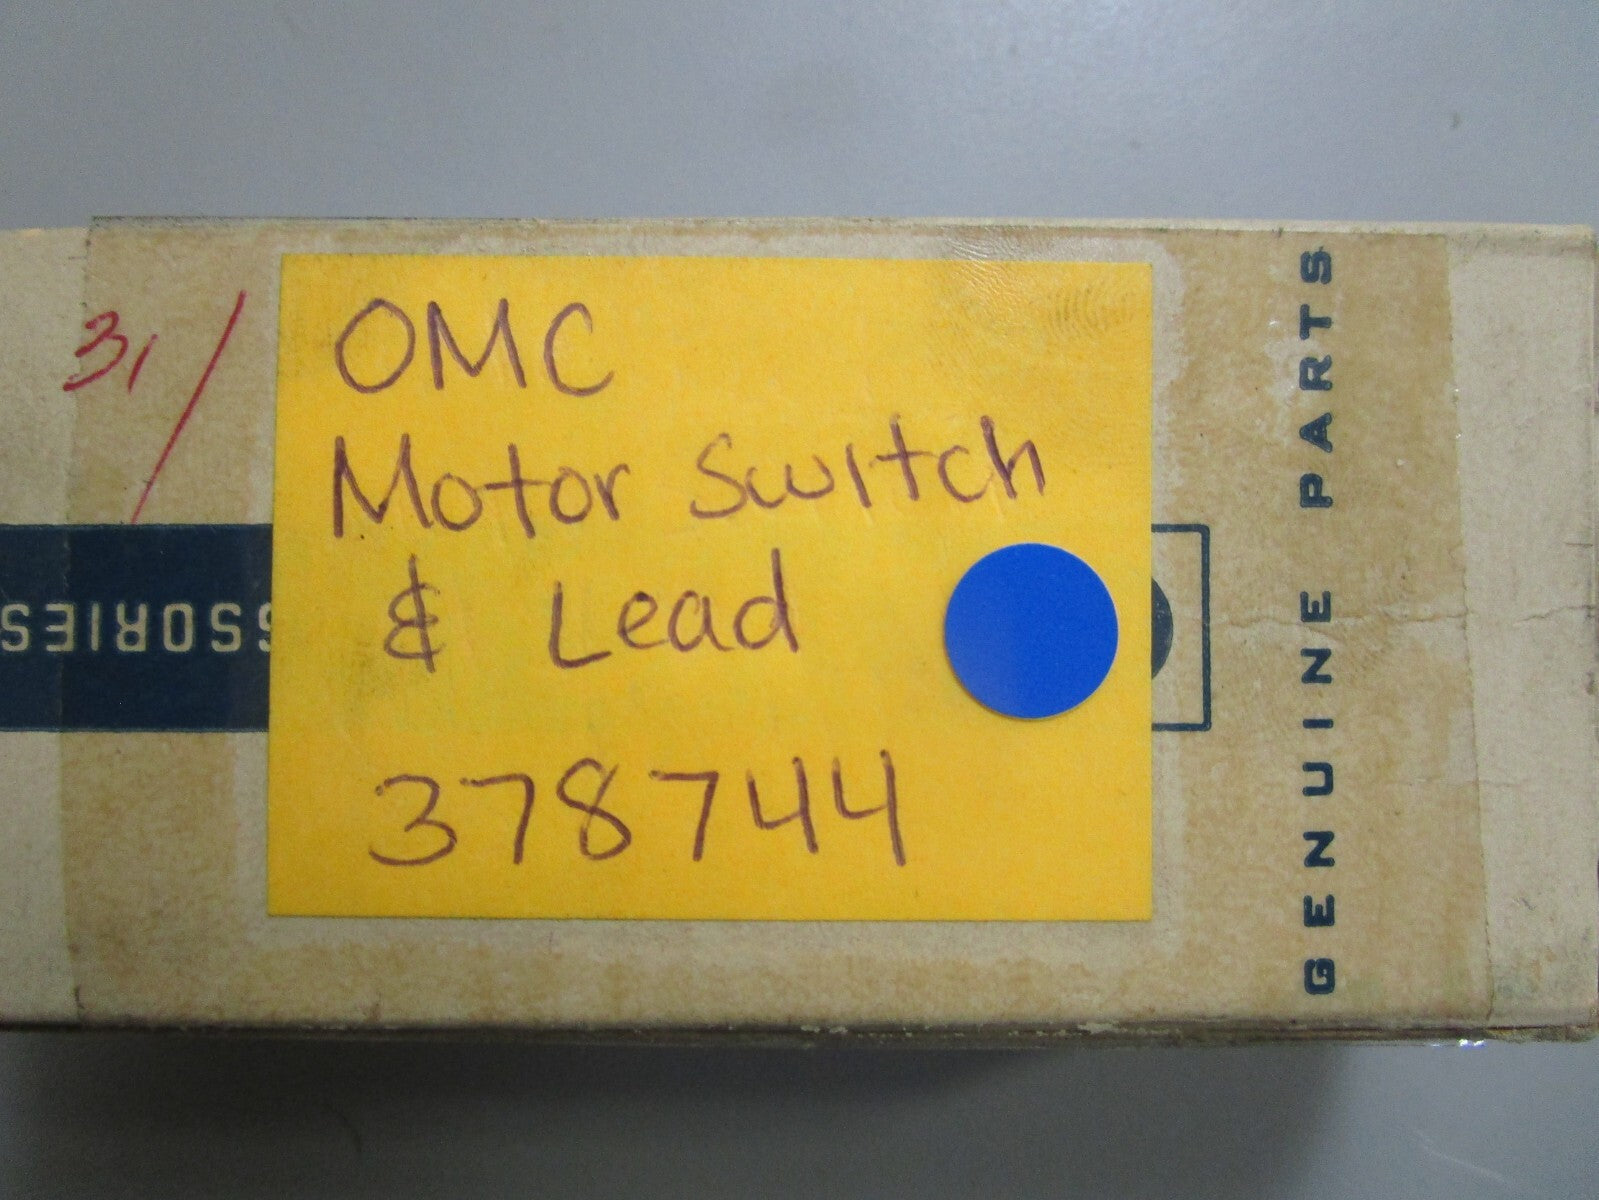 31/
OMC
Motor Switch
& Lead
378744
GENUINE PARTS
SSORIES